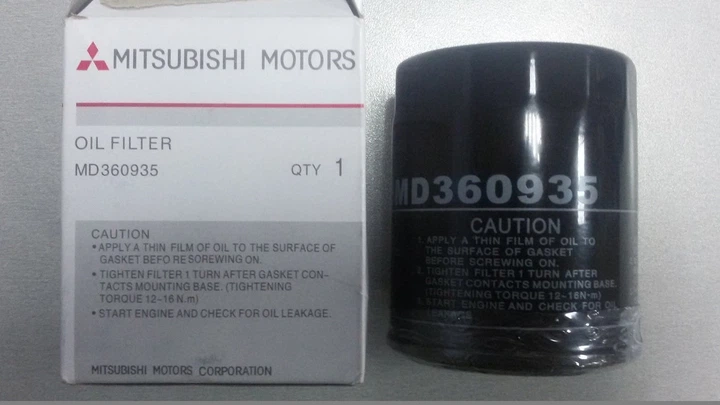 MITSUBISHI MOTORS
OIL FILTER
MD360935 QTY 1
CAUTION
• APPLY A THIN FILM OF OIL TO THE SURFACE OF
GASKET BEFO RE SOREWING ON.
• TIGHTEN FILTER 1 TURN AFTER GASKET CON-
TACTS MOUNTING BASE. (TIGHTENING
TORQUE 12-16 N.m)
• START ENGINE AND CHECK FOR OIL LEAKAGE.
MITSUBISHI MOTORS CORPORATION
MD360935
CAUTION
1. APPLY A THIN FILM OF OIL TO
THE SURFACE OF GASKET
BEFORE SCREWING ON.
2. TIGHTEN FILTER 1 TURN AFTER
GASKET CONTACTS MOUNTING BASE.
(TIGHTENING TORQUE 12-16N·m)
3. START ENGINE AND CHECK FOR OIL
LEAKAGE